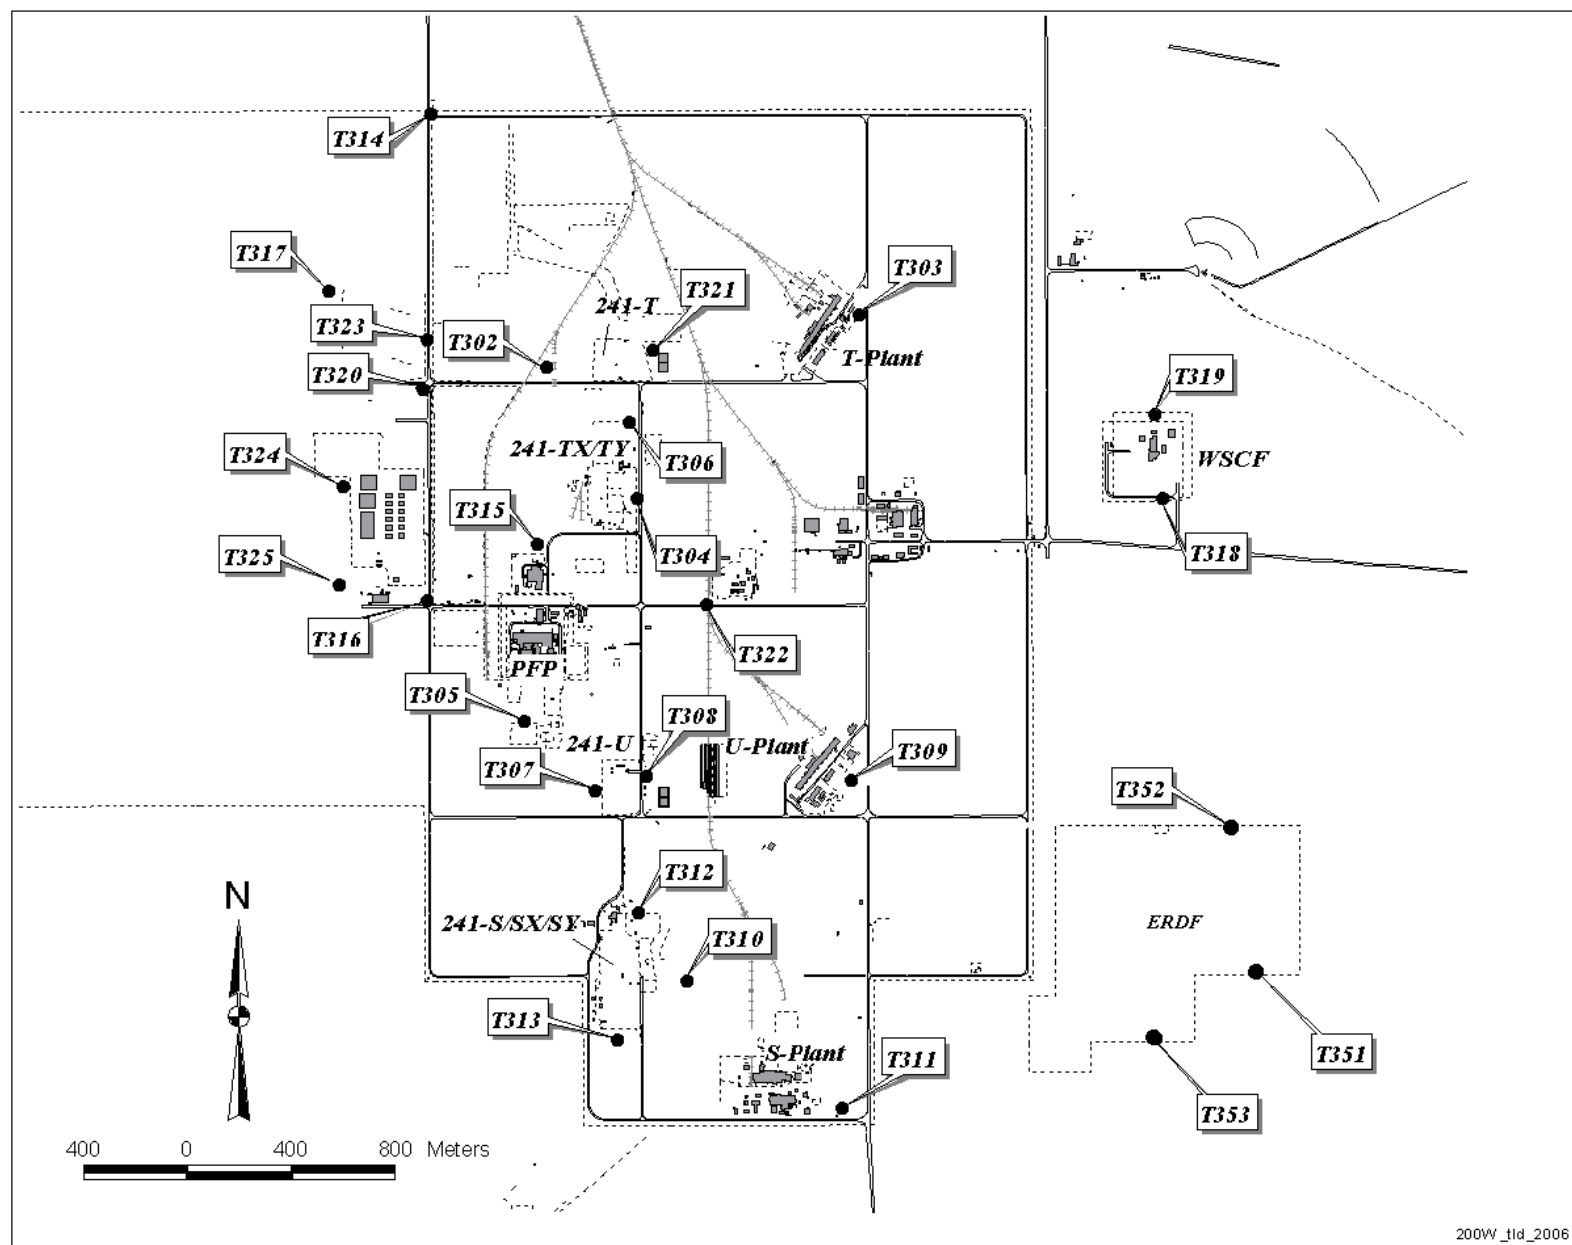 T314
T317
T303
T321
241-T
T323
T302
T-Plant
T320
T319
T324
241-TX/TY
T306
WSCF
T315
T304
T318
T325
T316
T322
PFP
T305
T308
241-U
U-Plant
T309
T307
T352
T312
N
241-S/SX/SY
T310
ERDF
T313
S-Plant
T311
T351
T353
400 0 400 800 Meters
200W_tld_2006